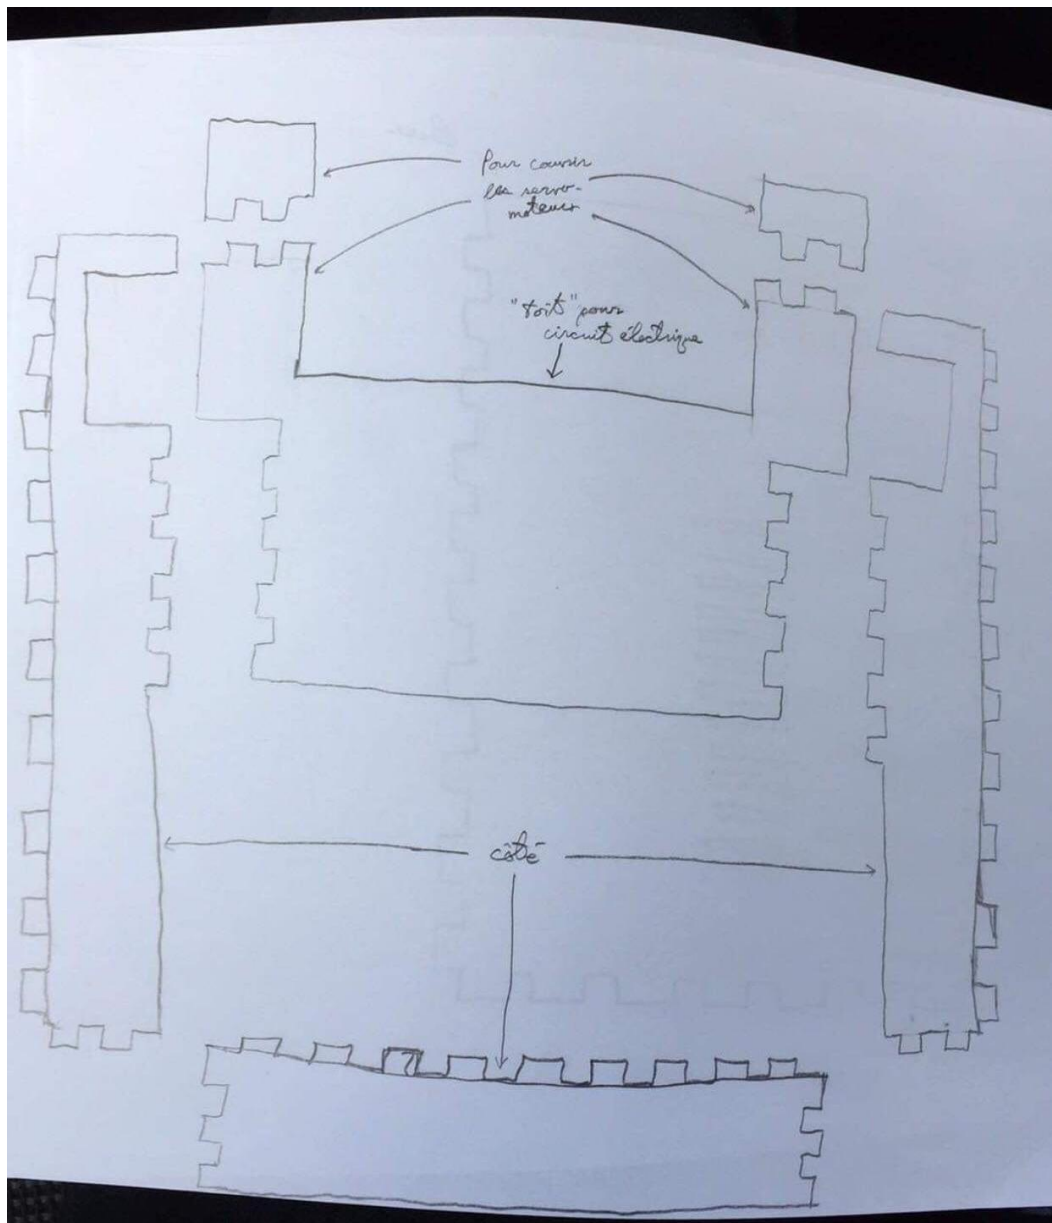 Pour couvrir
les servo-
moteurs
"toit" pour
circuit électrique
côté